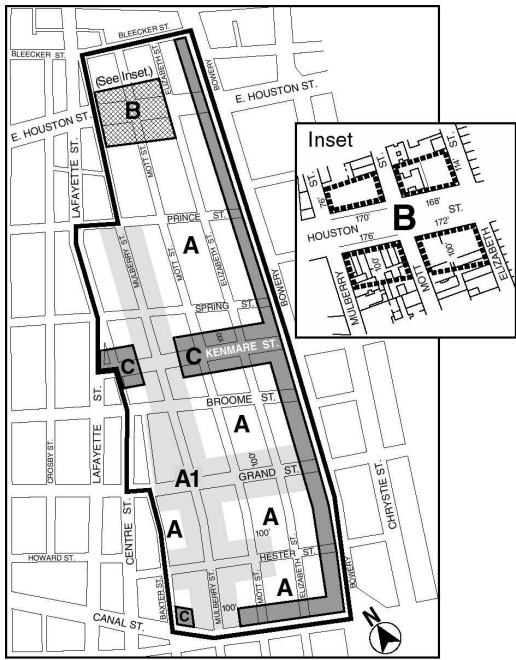 BLEECKER ST.
BLEECKER ST.
ELIZABETH ST.
BOWERY
(See Inset.)
B
E. HOUSTON ST.
E. HOUSTON ST.
LAFAYETTE ST.
MOTT ST.
PRINCE ST.
MULBERRY ST.
MOTT ST.
A
ELIZABETH ST.
BOWERY
SPRING ST.
100'
C
C
KENMARE ST.
BROOME ST.
A
CROSBY ST.
LAFAYETTE ST.
100'
A1
GRAND ST.
CENTRE ST.
A
A
100'
CHRYSTIE ST.
HOWARD ST.
HESTER ST.
BAXTER ST.
MULBERRY ST.
MOTT ST.
ELIZABETH ST.
A
BOWERY
C
100'
CANAL ST.
N
Inset
ST.
ST.
114'
76'
170'
B
168'
HOUSTON ST.
176'
172'
100'
100'
MULBERRY
MOTT
ELIZABETH